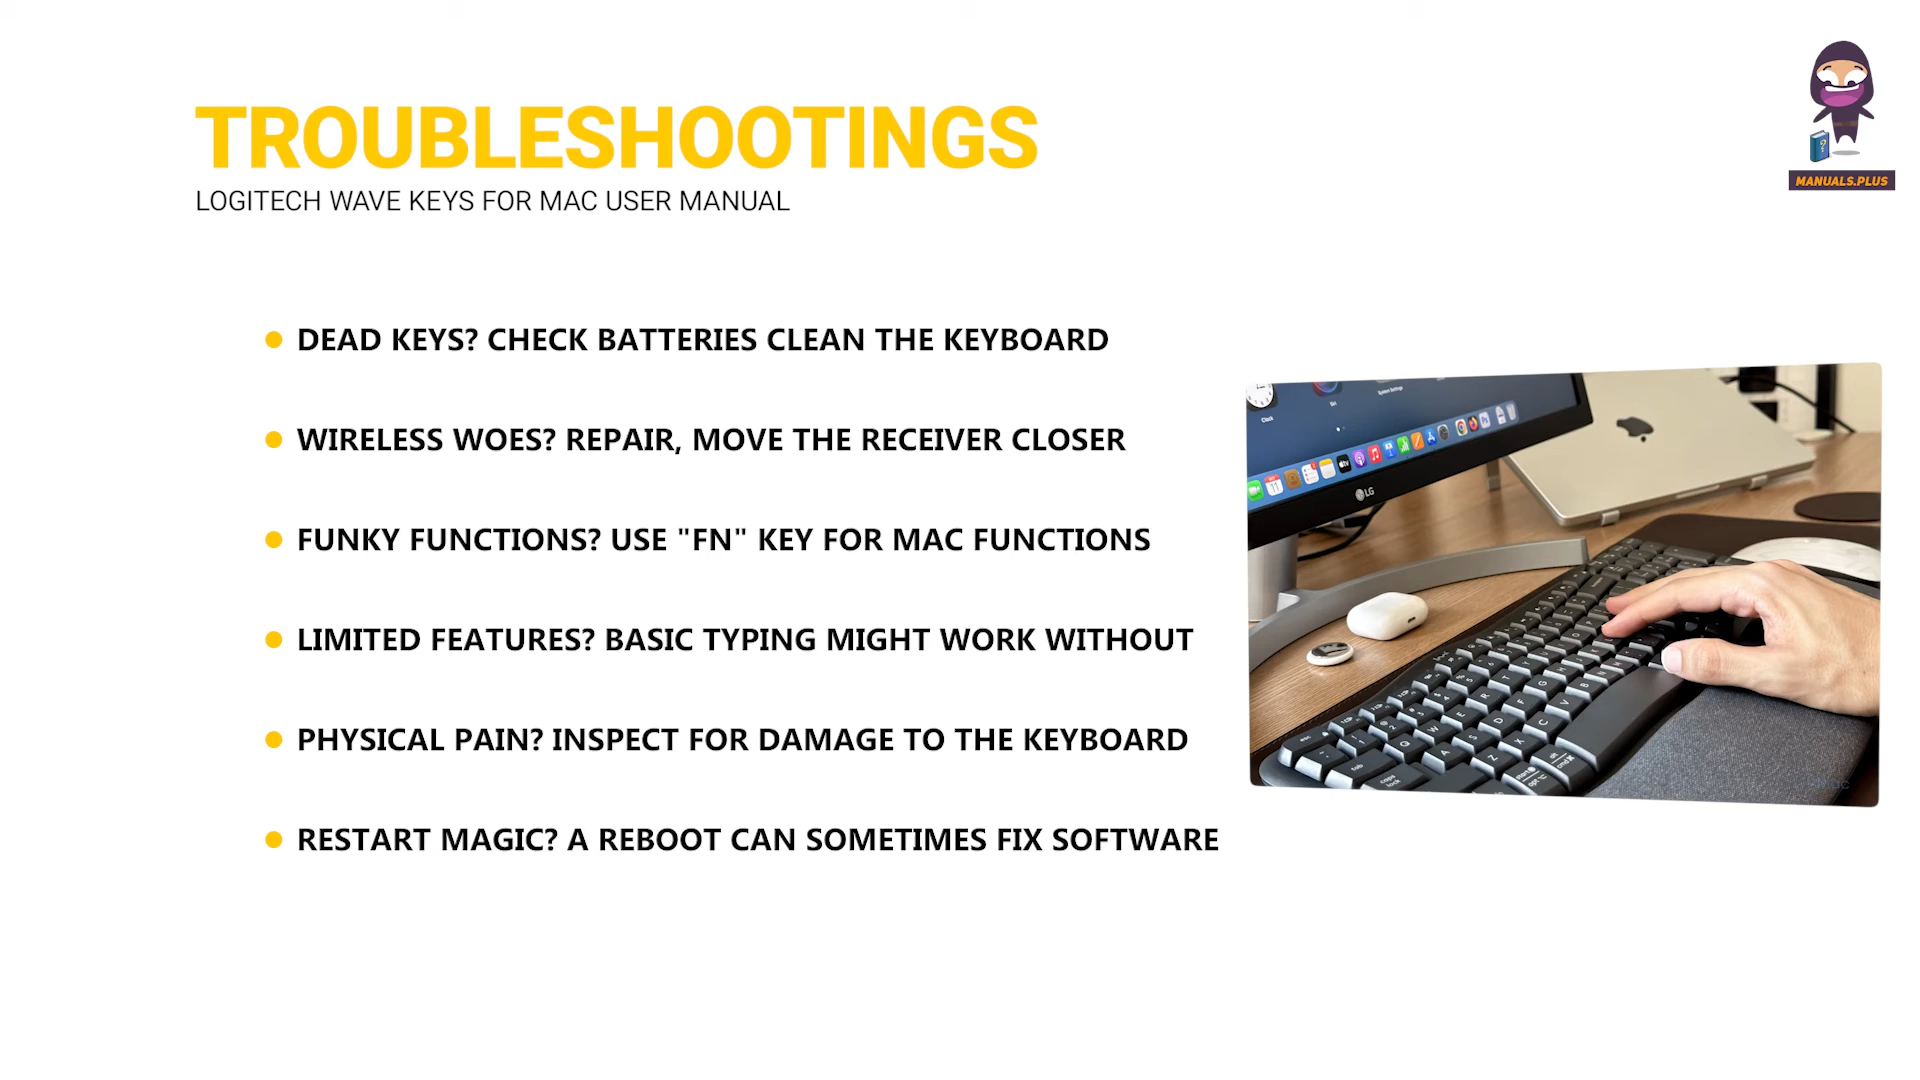 TROUBLESHOOTINGS
LOGITECH WAVE KEYS FOR MAC USER MANUAL
MANUALS.PLUS
DEAD KEYS? CHECK BATTERIES CLEAN THE KEYBOARD
WIRELESS WOES? REPAIR, MOVE THE RECEIVER CLOSER
FUNKY FUNCTIONS? USE "FN" KEY FOR MAC FUNCTIONS
LIMITED FEATURES? BASIC TYPING MIGHT WORK WITHOUT
PHYSICAL PAIN? INSPECT FOR DAMAGE TO THE KEYBOARD
RESTART MAGIC? A REBOOT CAN SOMETIMES FIX SOFTWARE
LG